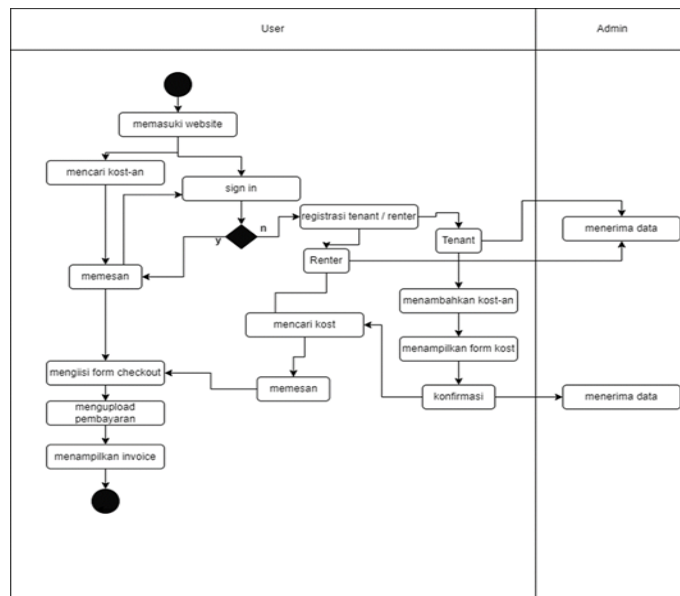 User
Admin
memasuki website
mencari kost-an
sign in
y
n
registrasi tenant / renter
Tenant
menerima data
Renter
memesan
menambahkan kost-an
mencari kost
menampilkan form kost
mengiisi form checkout
memesan
konfirmasi
menerima data
mengupload
pembayaran
menampilkan invoice